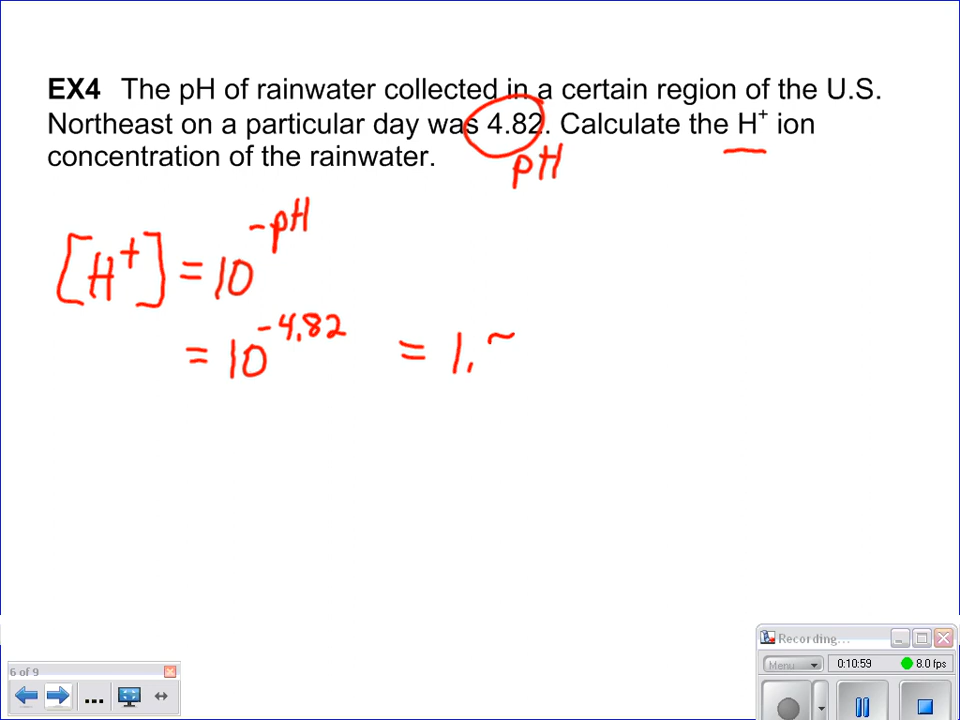 EX4 The pH of rainwater collected in a certain region of the U.S.
Northeast on a particular day was 4.82. Calculate the H⁺ ion
concentration of the rainwater.
pH
[H⁺] = 10^-pH
= 10^-4.82 = 1.
6 of 9
...
Recording...
Menu
0:10:59
8.0 fps